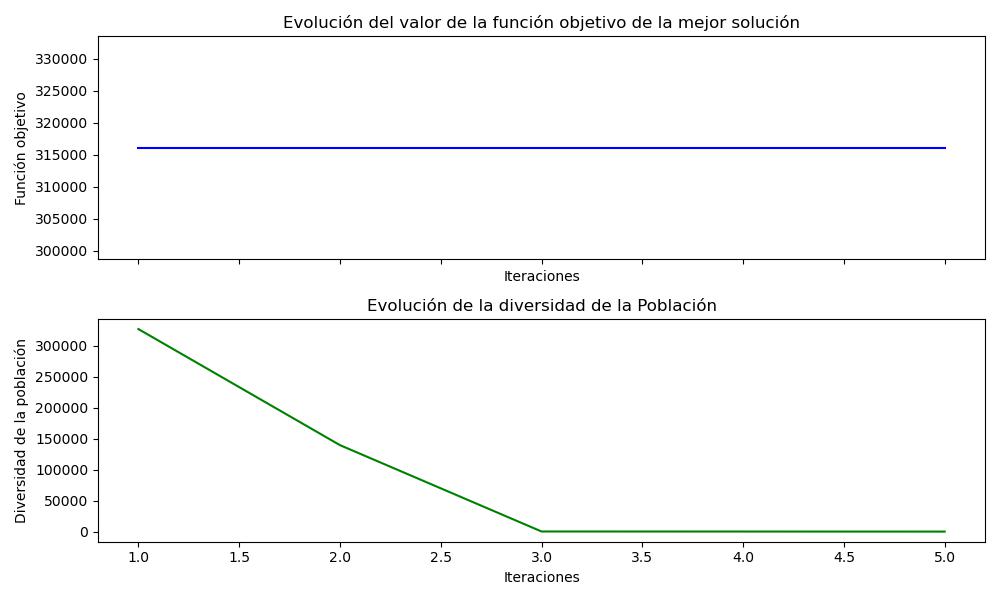 Evolución del valor de la función objetivo de la mejor solución
Función objetivo
330000
325000
320000
315000
310000
305000
300000
Iteraciones
Evolución de la diversidad de la Población
Diversidad de la población
300000
250000
200000
150000
100000
50000
0
1.0 1.5 2.0 2.5 3.0 3.5 4.0 4.5 5.0
Iteraciones